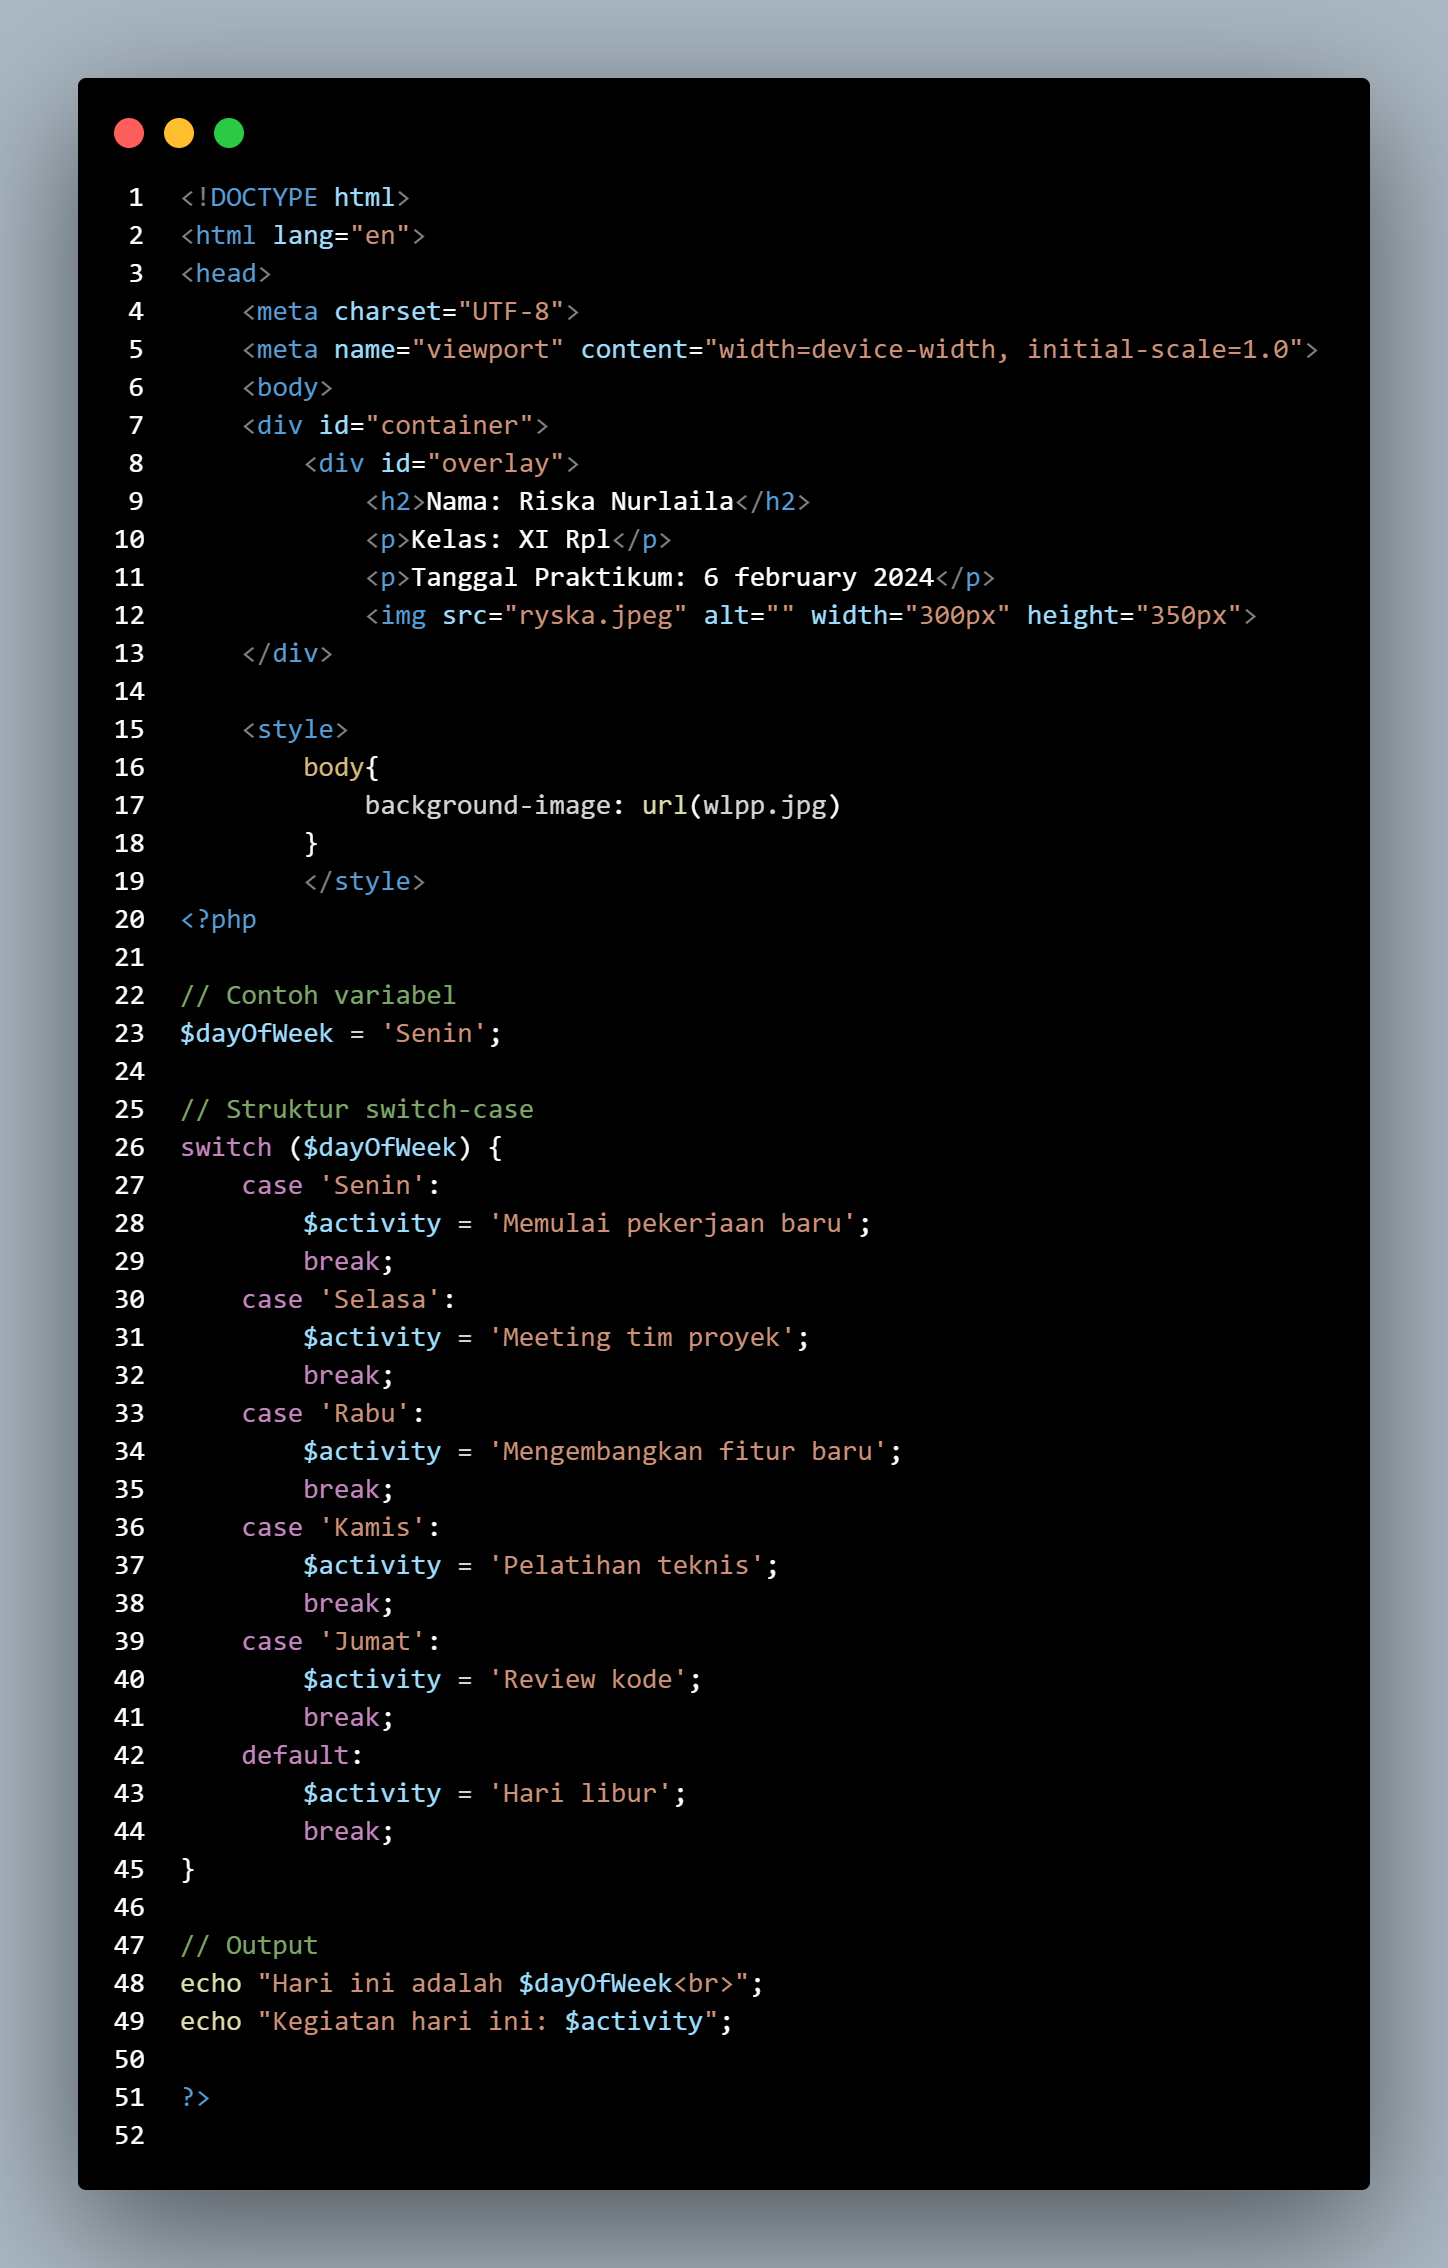 1 <!DOCTYPE html>
2 <html lang="en">
3 <head>
4     <meta charset="UTF-8">
5     <meta name="viewport" content="width=device-width, initial-scale=1.0">
6     <body>
7     <div id="container">
8         <div id="overlay">
9             <h2>Nama: Riska Nurlaila</h2>
10             <p>Kelas: XI Rpl</p>
11             <p>Tanggal Praktikum: 6 february 2024</p>
12             <img src="ryska.jpeg" alt="" width="300px" height="350px">
13     </div>
14
15     <style>
16         body{
17             background-image: url(wlpp.jpg)
18         }
19         </style>
20 <?php
21
22 // Contoh variabel
23 $dayOfWeek = 'Senin';
24
25 // Struktur switch-case
26 switch ($dayOfWeek) {
27     case 'Senin':
28         $activity = 'Memulai pekerjaan baru';
29         break;
30     case 'Selasa':
31         $activity = 'Meeting tim proyek';
32         break;
33     case 'Rabu':
34         $activity = 'Mengembangkan fitur baru';
35         break;
36     case 'Kamis':
37         $activity = 'Pelatihan teknis';
38         break;
39     case 'Jumat':
40         $activity = 'Review kode';
41         break;
42     default:
43         $activity = 'Hari libur';
44         break;
45 }
46
47 // Output
48 echo "Hari ini adalah $dayOfWeek<br>";
49 echo "Kegiatan hari ini: $activity";
50
51 ?>
52